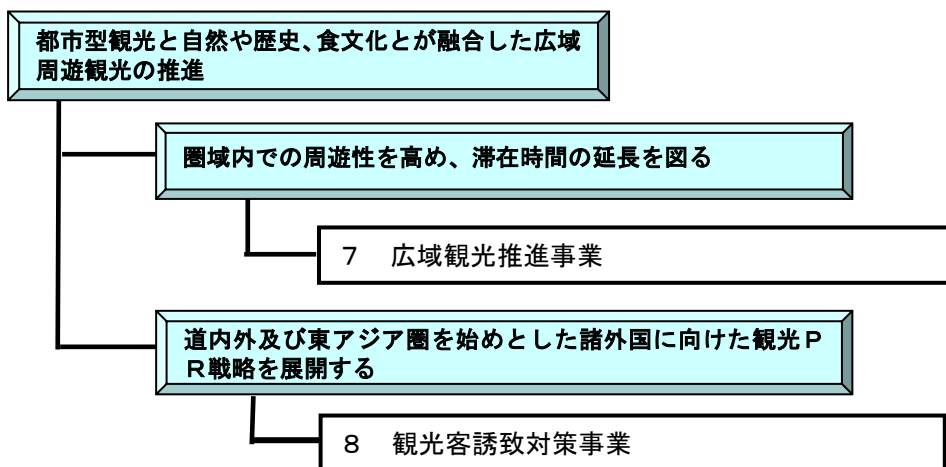 都市型観光と自然や歴史、食文化とが融合した広域
周遊観光の推進
圏域内での周遊性を高め、滞在時間の延長を図る
７　広域観光推進事業
道内外及び東アジア圏を始めとした諸外国に向けた観光Ｐ
Ｒ戦略を展開する
８　観光客誘致対策事業